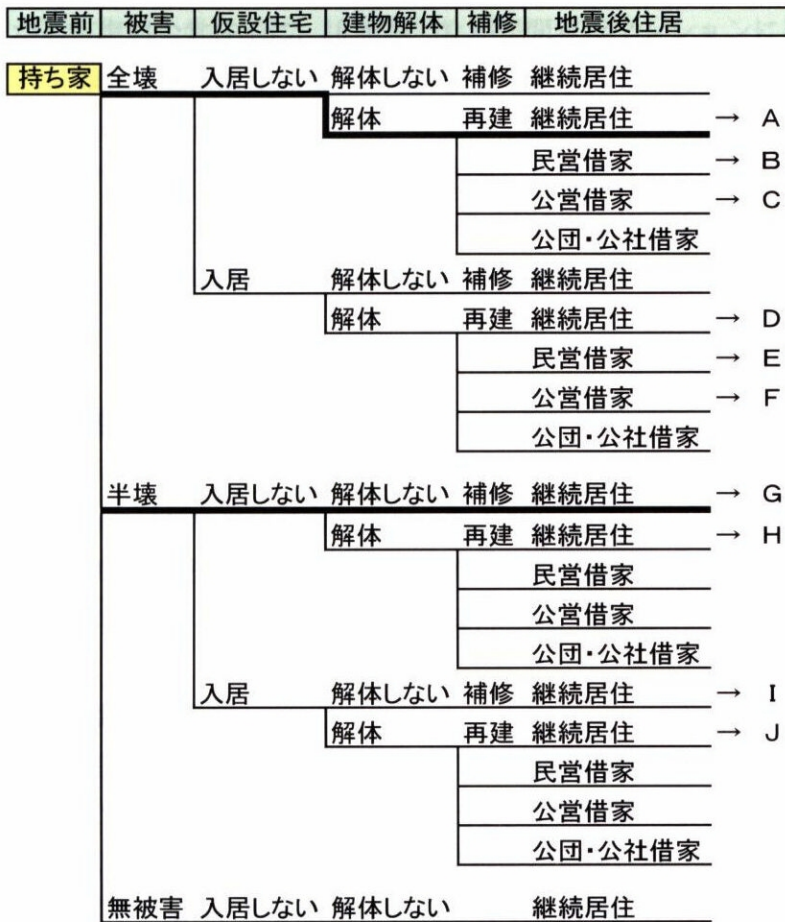 地震前 被害 仮設住宅 建物解体 補修 地震後住居
持ち家 全壊 入居しない 解体しない 補修 継続居住
解体 再建 継続居住 → A
民営借家 → B
公営借家 → C
公団・公社借家
入居 解体しない 補修 継続居住
解体 再建 継続居住 → D
民営借家 → E
公営借家 → F
公団・公社借家
半壊 入居しない 解体しない 補修 継続居住 → G
解体 再建 継続居住 → H
民営借家
公営借家
公団・公社借家
入居 解体しない 補修 継続居住 → I
解体 再建 継続居住 → J
民営借家
公営借家
公団・公社借家
無被害 入居しない 解体しない 継続居住